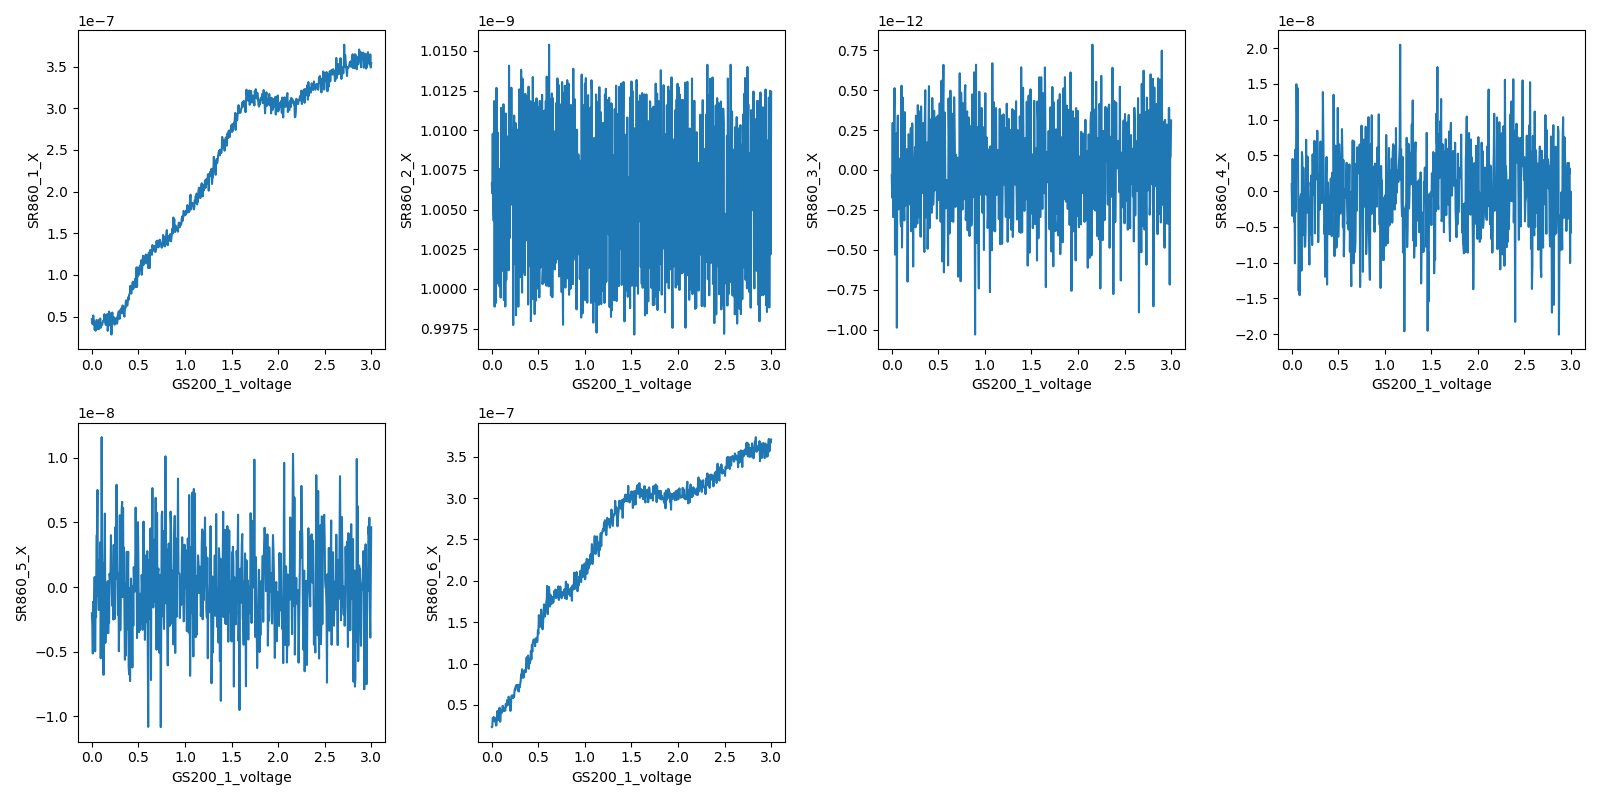 1e−7
SR860_1_X
3.5
3.0
2.5
2.0
1.5
1.0
0.5
0.0 0.5 1.0 1.5 2.0 2.5 3.0
GS200_1_voltage
1e−9
SR860_2_X
1.0150
1.0125
1.0100
1.0075
1.0050
1.0025
1.0000
0.9975
0.0 0.5 1.0 1.5 2.0 2.5 3.0
GS200_1_voltage
1e−12
SR860_3_X
0.75
0.50
0.25
0.00
−0.25
−0.50
−0.75
−1.00
0.0 0.5 1.0 1.5 2.0 2.5 3.0
GS200_1_voltage
1e−8
SR860_4_X
2.0
1.5
1.0
0.5
0.0
−0.5
−1.0
−1.5
−2.0
0.0 0.5 1.0 1.5 2.0 2.5 3.0
GS200_1_voltage
1e−8
SR860_5_X
1.0
0.5
0.0
−0.5
−1.0
0.0 0.5 1.0 1.5 2.0 2.5 3.0
GS200_1_voltage
1e−7
SR860_6_X
3.5
3.0
2.5
2.0
1.5
1.0
0.5
0.0 0.5 1.0 1.5 2.0 2.5 3.0
GS200_1_voltage